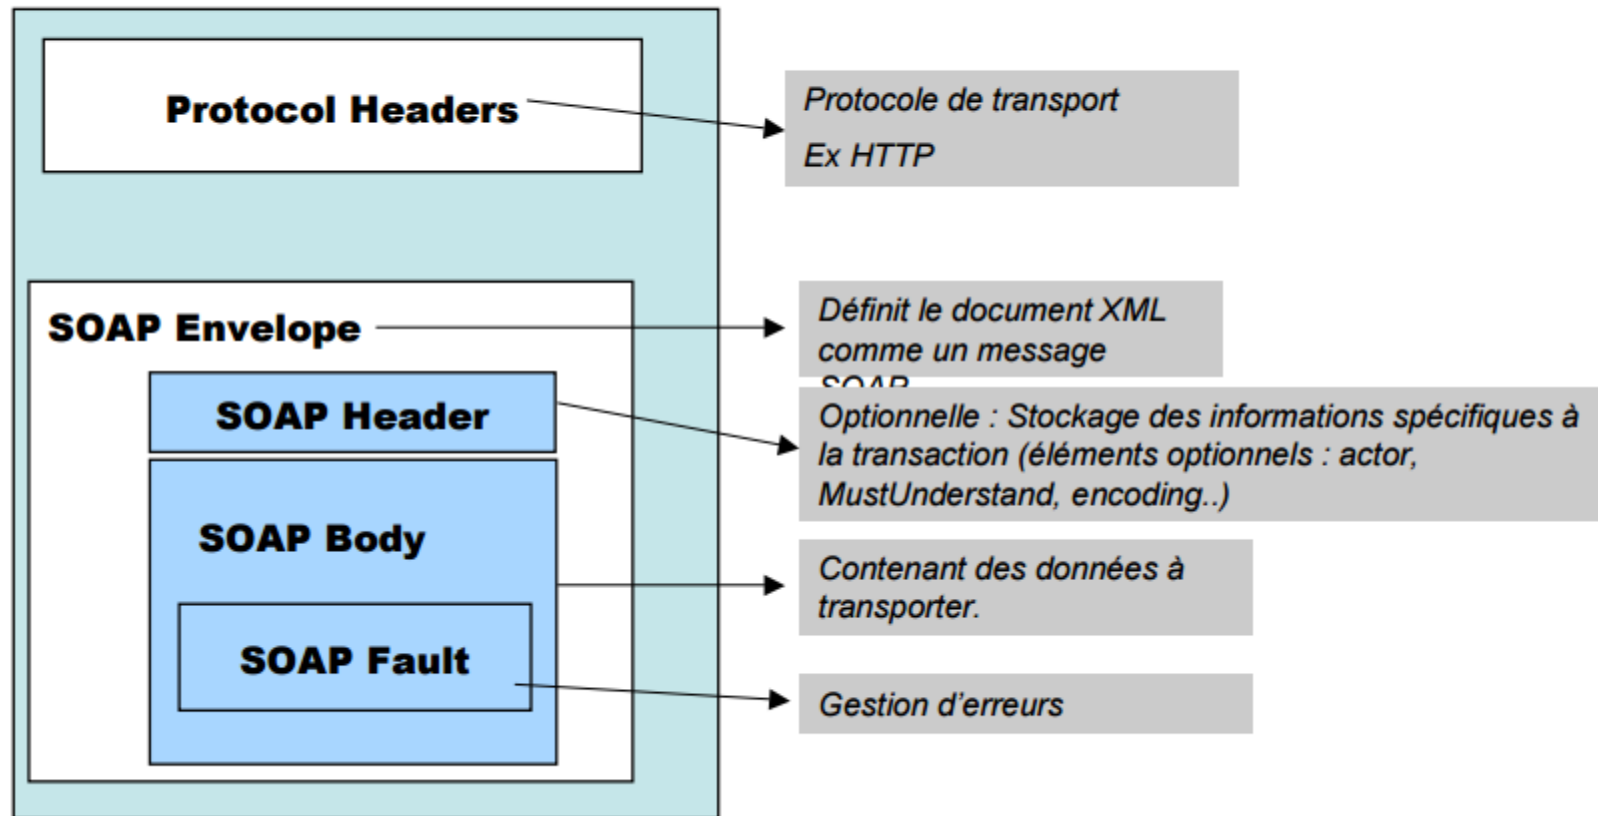 Protocol Headers
Protocole de transport
Ex HTTP
SOAP Envelope
Définit le document XML
comme un message
SOAP
SOAP Header
Optionnelle : Stockage des informations spécifiques à
la transaction (éléments optionnels : actor,
MustUnderstand, encoding..)
SOAP Body
Contenant des données à
transporter.
SOAP Fault
Gestion d'erreurs